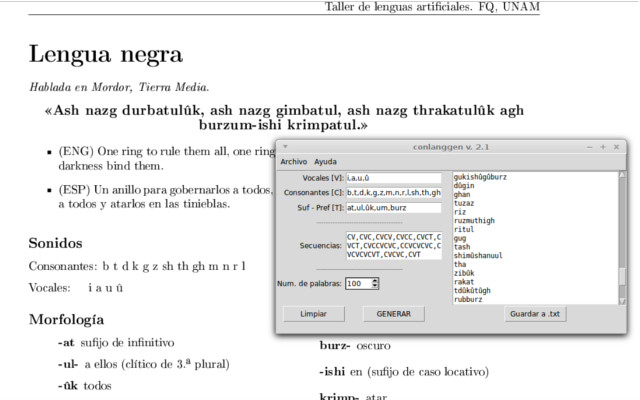 Taller de lenguas artificiales. FQ, UNAM
Lengua negra
Hablada en Mordor, Tierra Media.
«Ash nazg durbatulûk, ash nazg gimbatul, ash nazg thrakatulûk agh
burzum-ishi krimpatul.»
(ENG) One ring to rule them all, one ring
darkness bind them.
(ESP) Un anillo para gobernarlos a todos,
a todos y atarlos en las tinieblas.
Sonidos
Consonantes: b t d k g z sh th gh m n r l
Vocales: i a u û
Morfología
-at sufijo de infinitivo
-ul- a ellos (clítico de 3.ª plural)
-ûk todos
burz- oscuro
-ishi en (sufijo de caso locativo)
krimp- atar
conlanggen v. 2.1
Archivo Ayuda
Vocales [V]: i,a,u,û
Consonantes [C]: b,t,d,k,g,z,m,n,r,l,sh,th,gh
Suf - Pref [T]: at,ul,ûk,um,burz
Secuencias:
CV,CVC,CVCV,CVCC,CVCT,C
VCT,CVCCVCVC,CCVCVCVC,C
VCVCVCVT,CVCVC,CVT
Num. de palabras: 100
Limpiar
GENERAR
Guardar a .txt
gukishûgûburz
dûgin
ghan
tuzaz
riz
ruzmuthigh
ritul
gug
tash
shimûshanuul
tha
zibûk
rakat
tdûkûtûgh
rubburz